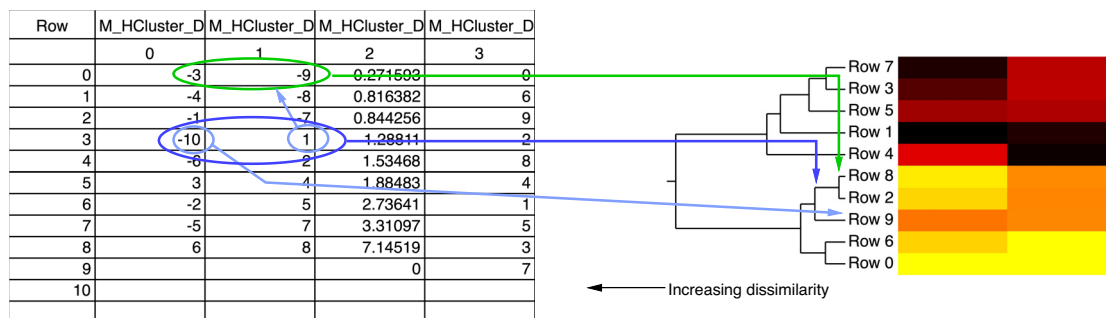 Row M_HCluster_D M_HCluster_D M_HCluster_D M_HCluster_D
0 1 2 3
0 -3 -9 0.271593 0
1 -4 -8 0.816382 6
2 -1 -7 0.844256 9
3 -10 1 1.28811 2
4 -6 2 1.53468 8
5 3 4 1.88483 4
6 -2 5 2.73641 1
7 -5 7 3.31097 5
8 6 8 7.14519 3
9 0 7
10
Row 7
Row 3
Row 5
Row 1
Row 4
Row 8
Row 2
Row 9
Row 6
Row 0
Increasing dissimilarity